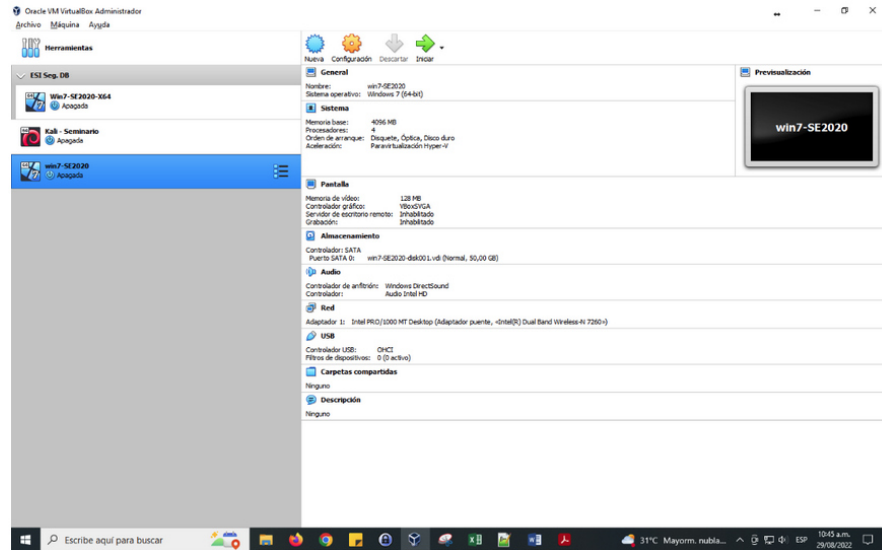 Oracle VM VirtualBox Administrador
Archivo Máquina Ayuda
Herramientas
ESI Seg. DB
Win7-SE2020-X64
Apagada
Kali - Seminario
Apagada
win7-SE2020
Apagada
Nueva Configuración Descartar Iniciar
General
Nombre: win7-SE2020
Sistema operativo: Windows 7 (64-bit)
Sistema
Memoria base: 4096 MB
Procesadores: 4
Orden de arranque: Disquete, Óptica, Disco duro
Aceleración: Paravirtualización Hyper-V
Previsualización
win7-SE2020
Pantalla
Memoria de vídeo: 128 MB
Controlador gráfico: VBoxSVGA
Servidor de escritorio remoto: Inhabilitado
Grabación: Inhabilitado
Almacenamiento
Controlador: SATA
Puerto SATA 0: win7-SE2020-disk001.vdi (Normal, 50,00 GB)
Audio
Controlador de anfitrión: Windows DirectSound
Controlador: Audio Intel HD
Red
Adaptador 1: Intel PRO/1000 MT Desktop (Adaptador puente, «Intel(R) Dual Band Wireless-N 7260»)
USB
Controlador USB: OHCI
Filtros de dispositivos: 0 (0 activo)
Carpetas compartidas
Ninguno
Descripción
Ninguno
Escribe aquí para buscar
31°C Mayorm. nubla...
ESP
10:45 a.m.
29/08/2022